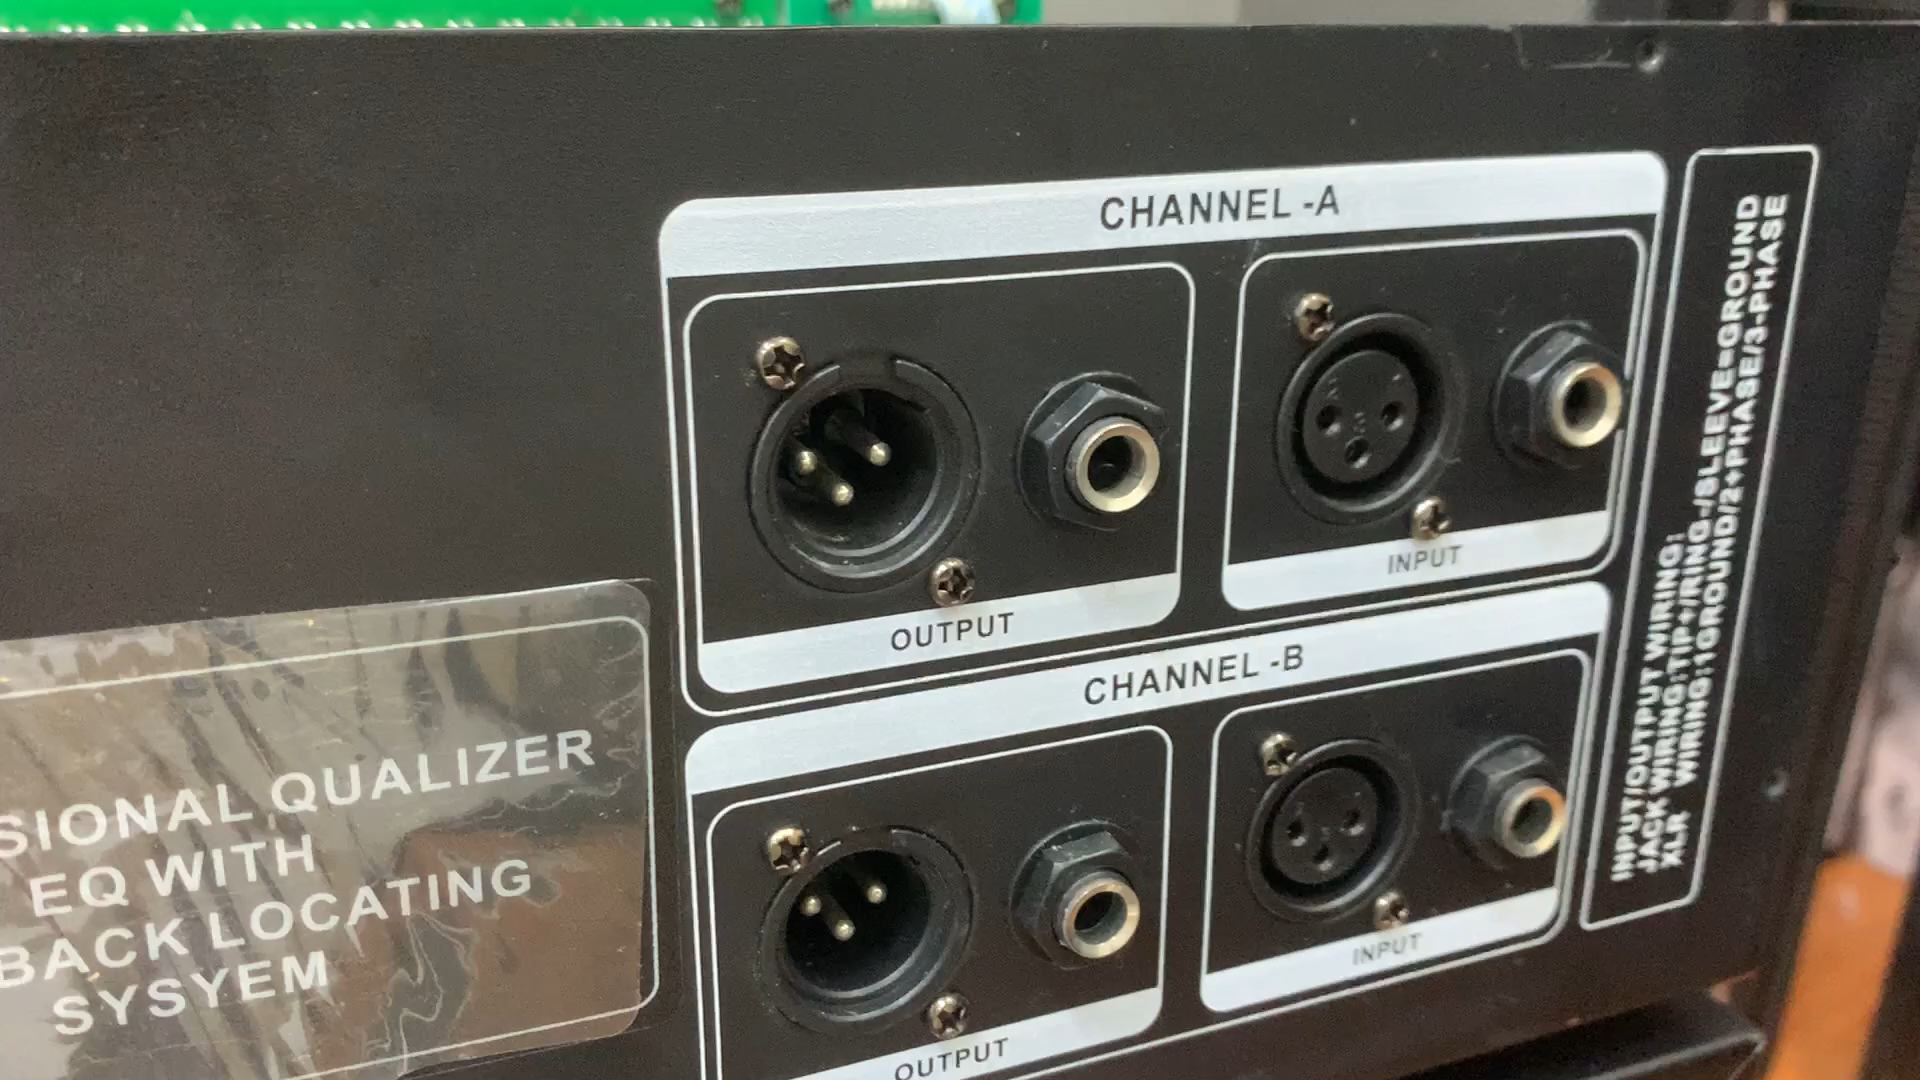 CHANNEL -A
OUTPUT
INPUT
CHANNEL -B
OUTPUT
INPUT
SIONAL QUALIZER
EQ WITH
BACK LOCATING
SYSYEM
INPUT/OUTPUT WIRING:
JACK WIRING:TIP+/RING-/SLEEVE=GROUND
XLR WIRING:1GROUND/2+PHASE/3-PHASE